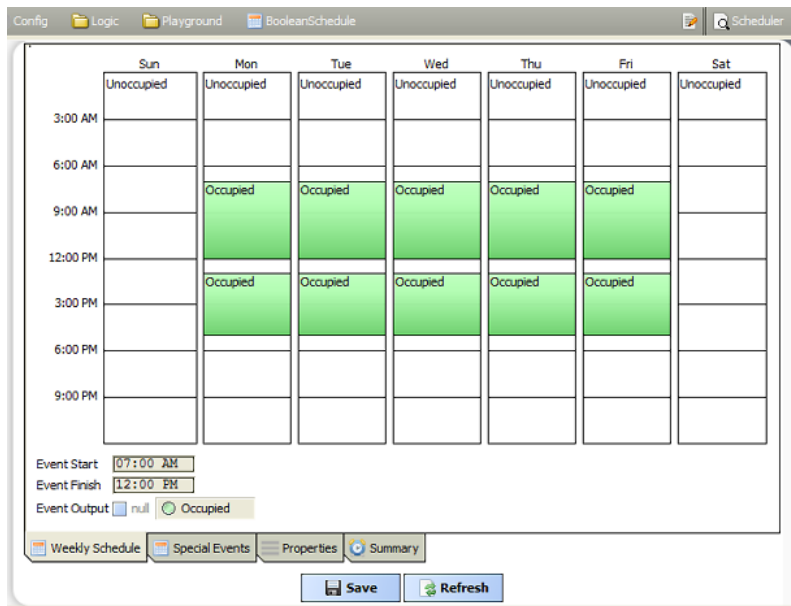 Config Logic Playground BooleanSchedule Scheduler
Sun Mon Tue Wed Thu Fri Sat
Unoccupied Unoccupied Unoccupied Unoccupied Unoccupied Unoccupied Unoccupied
3:00 AM
6:00 AM
Occupied Occupied Occupied Occupied Occupied
9:00 AM
12:00 PM
Occupied Occupied Occupied Occupied Occupied
3:00 PM
6:00 PM
9:00 PM
Event Start 07:00 AM
Event Finish 12:00 PM
Event Output null Occupied
Weekly Schedule Special Events Properties Summary
Save Refresh